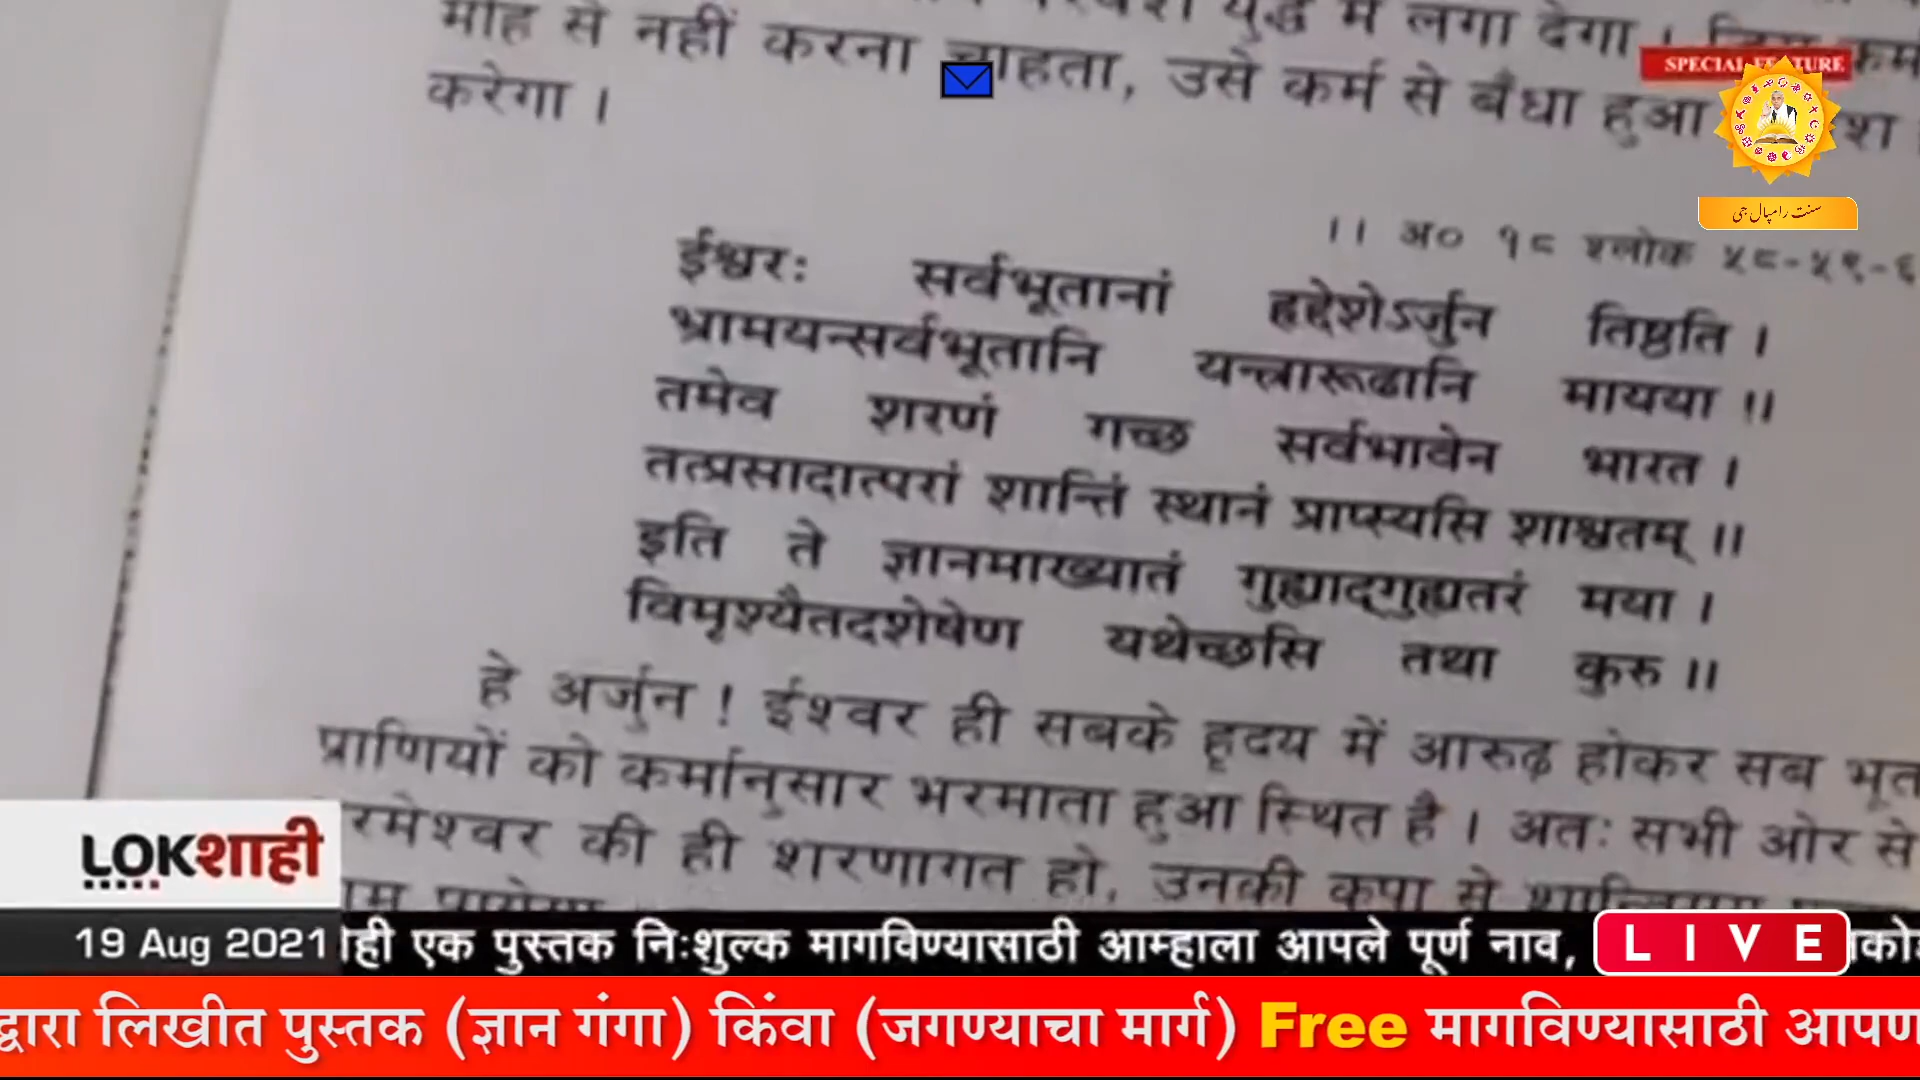 युद्ध में लगा देगा ।
मोह से नहीं करना चाहता, उसे कर्म से बँधा हुआ
करेगा ।
SPECIAL FEATURE
سنت رامپال جی
।। अ० १८ श्लोक ५८-५९-६
ईश्वरः सर्वभूतानां हृद्देशेऽर्जुन तिष्ठति ।
भ्रामयन्सर्वभूतानि यन्त्रारूढानि मायया ।।
तमेव शरणं गच्छ सर्वभावेन भारत ।
तत्प्रसादात्परां शान्तिं स्थानं प्राप्स्यसि शाश्वतम् ।।
इति ते ज्ञानमाख्यातं गुह्याद्गुह्यतरं मया ।
विमृश्यैतदशेषेण यथेच्छसि तथा कुरु ।।
हे अर्जुन ! ईश्वर ही सबके हृदय में आरूढ़ होकर सब भूत
प्राणियों को कर्मानुसार भरमाता हुआ स्थित है । अतः सभी ओर से
रमेश्वर की ही शरणागत हो, उनकी कृपा से
LOKशाही
19 Aug 2021
ही एक पुस्तक निःशुल्क मागविण्यासाठी आम्हाला आपले पूर्ण नाव,
LIVE
द्वारा लिखीत पुस्तक (ज्ञान गंगा) किंवा (जगण्याचा मार्ग) Free मागविण्यासाठी आपण